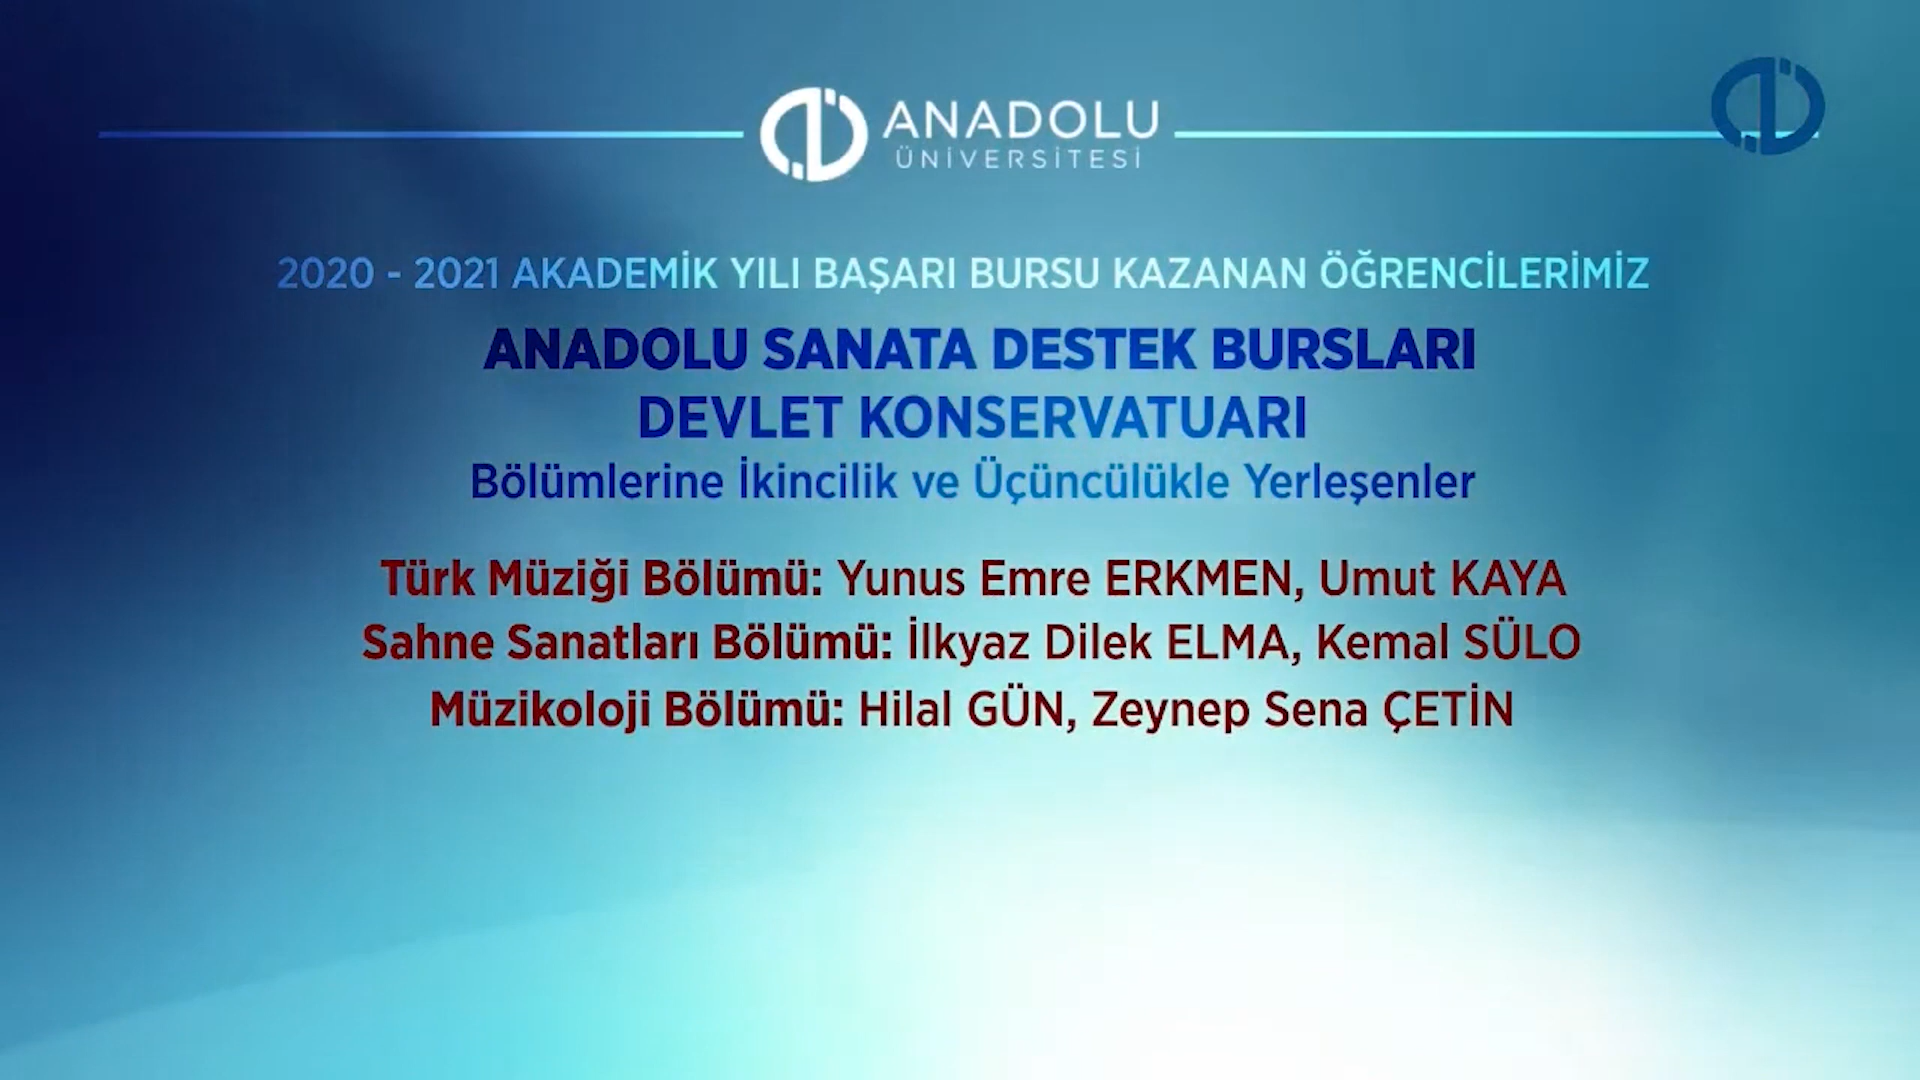 ANADOLU
ÜNİVERSİTESİ
2020 - 2021 AKADEMİK YILI BAŞARI BURSU KAZANAN ÖĞRENCİLERİMİZ
ANADOLU SANATA DESTEK BURSLARI
DEVLET KONSERVATUARI
Bölümlerine İkincilik ve Üçüncülükle Yerleşenler
Türk Müziği Bölümü: Yunus Emre ERKMEN, Umut KAYA
Sahne Sanatları Bölümü: İlkyaz Dilek ELMA, Kemal SÜLO
Müzikoloji Bölümü: Hilal GÜN, Zeynep Sena ÇETİN